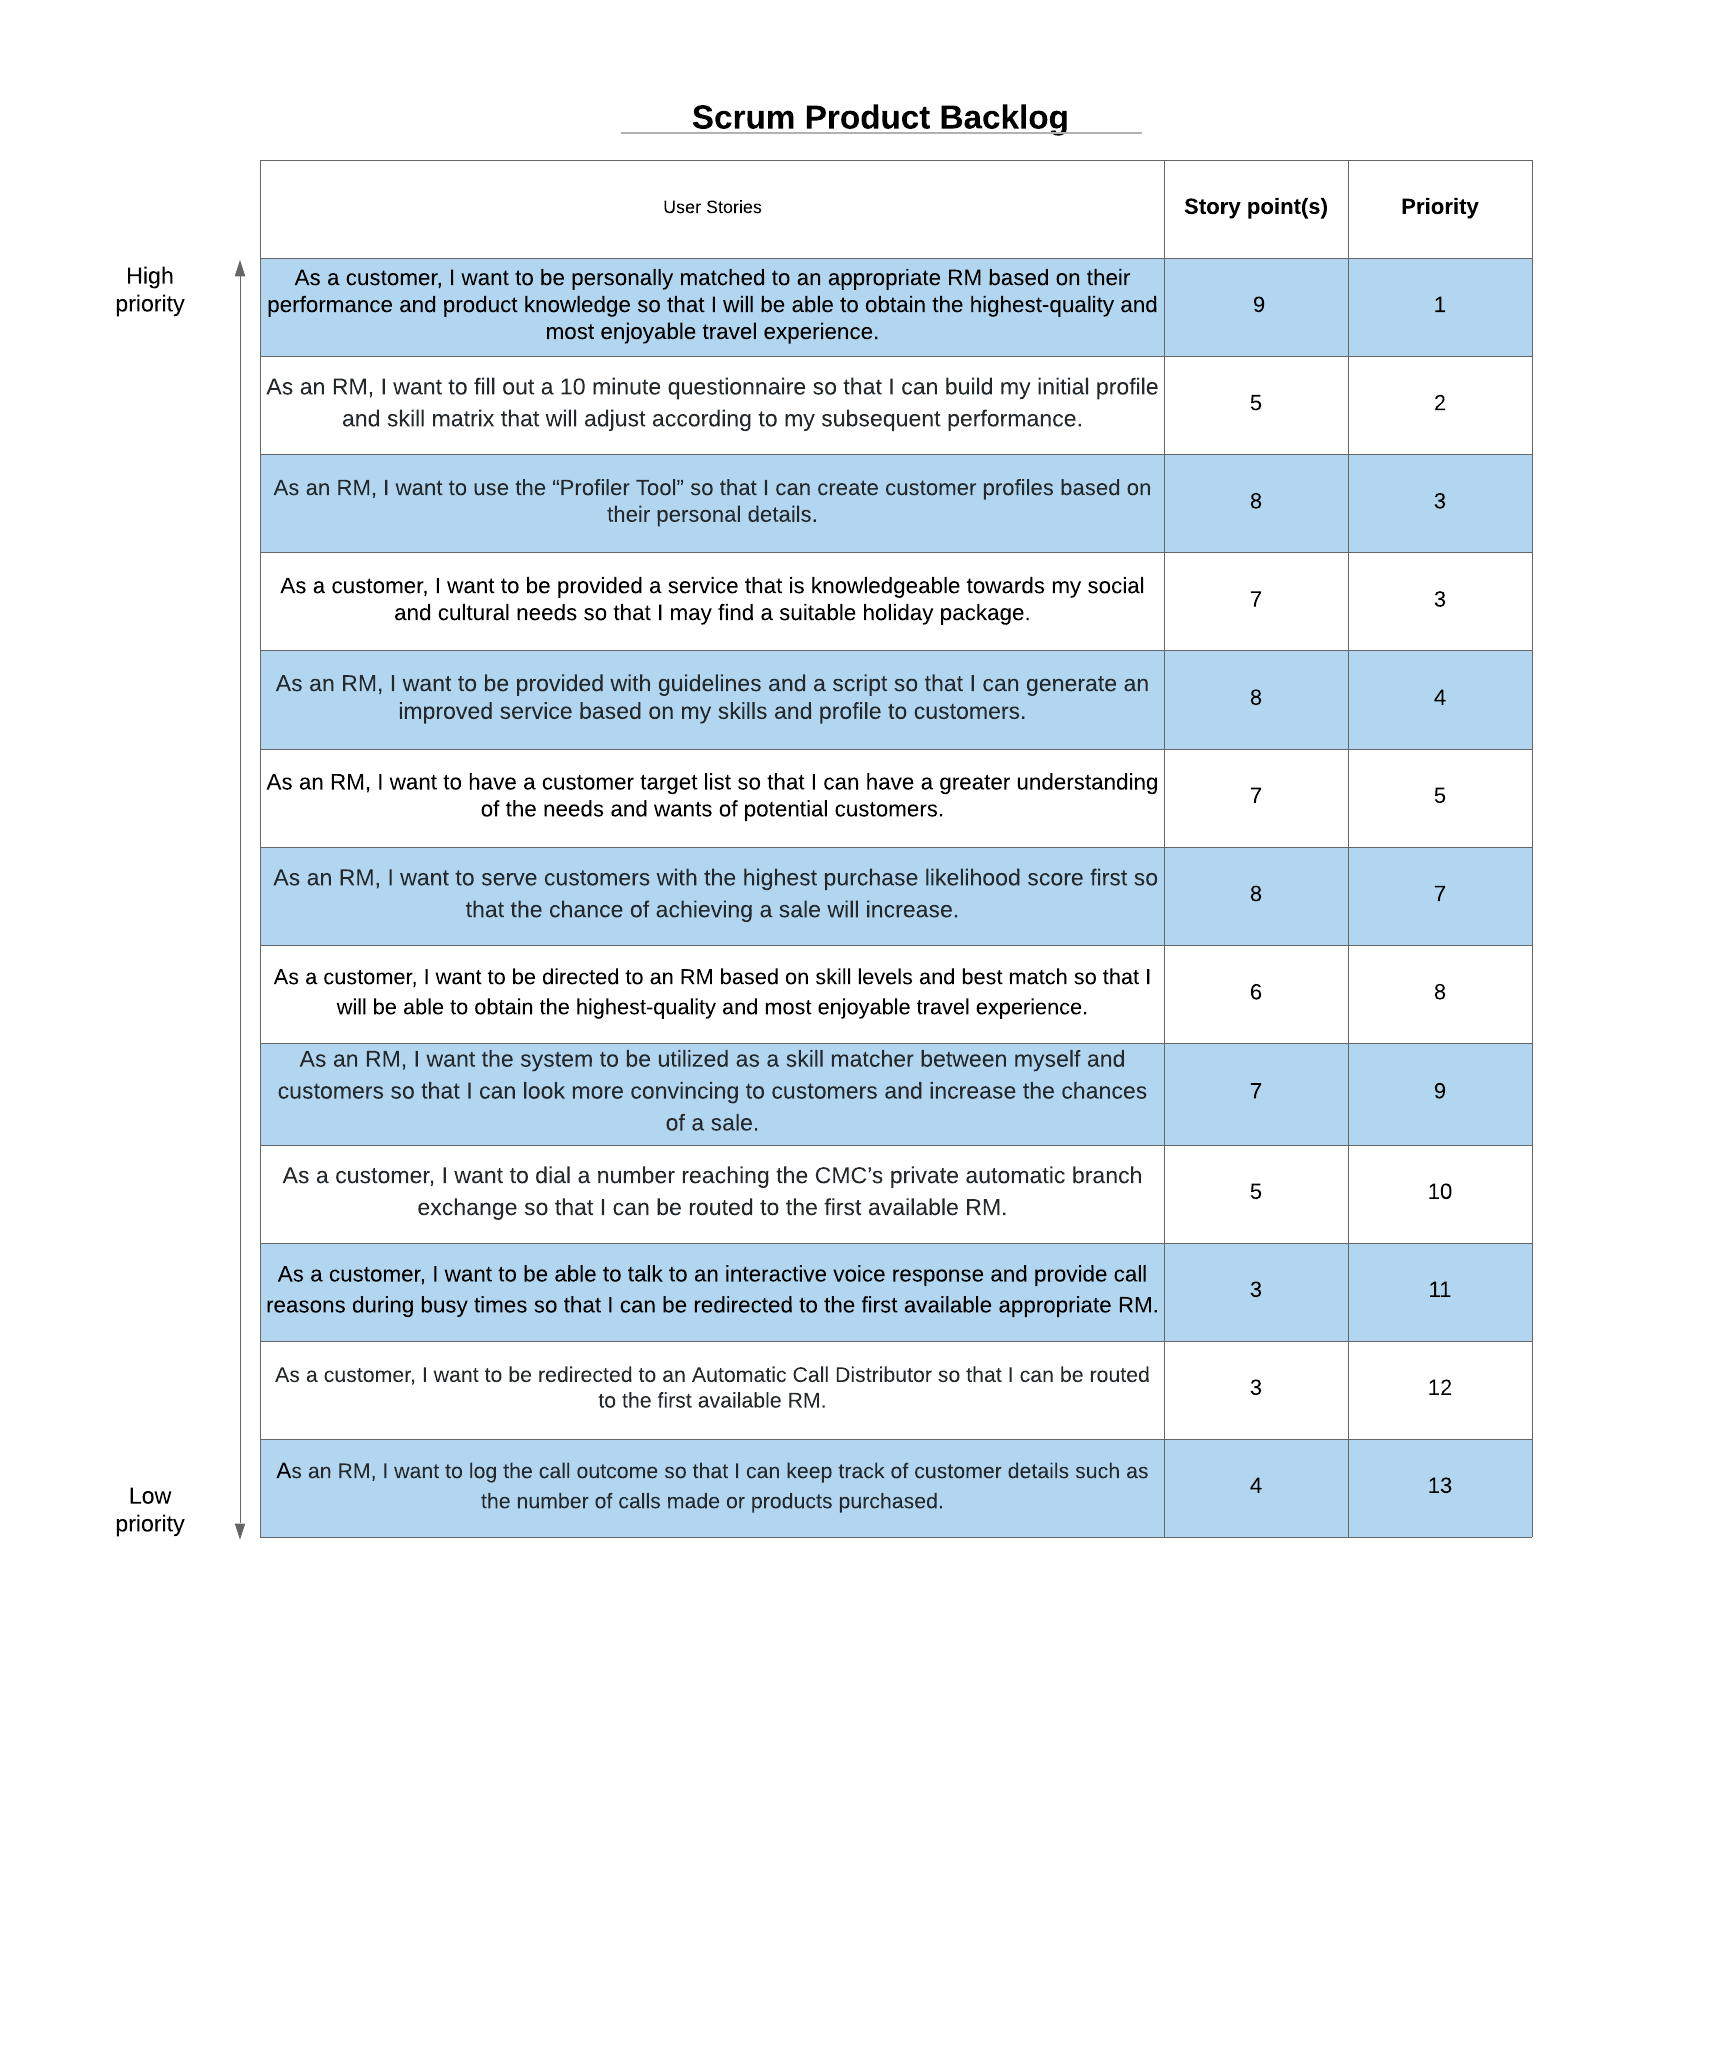 Scrum Product Backlog
User Stories
Story point(s)
Priority
High
priority
As a customer, I want to be personally matched to an appropriate RM based on their
performance and product knowledge so that I will be able to obtain the highest-quality and
most enjoyable travel experience.
9
1
As an RM, I want to fill out a 10 minute questionnaire so that I can build my initial profile
and skill matrix that will adjust according to my subsequent performance.
5
2
As an RM, I want to use the “Profiler Tool” so that I can create customer profiles based on
their personal details.
8
3
As a customer, I want to be provided a service that is knowledgeable towards my social
and cultural needs so that I may find a suitable holiday package.
7
3
As an RM, I want to be provided with guidelines and a script so that I can generate an
improved service based on my skills and profile to customers.
8
4
As an RM, I want to have a customer target list so that I can have a greater understanding
of the needs and wants of potential customers.
7
5
As an RM, I want to serve customers with the highest purchase likelihood score first so
that the chance of achieving a sale will increase.
8
7
As a customer, I want to be directed to an RM based on skill levels and best match so that I
will be able to obtain the highest-quality and most enjoyable travel experience.
6
8
As an RM, I want the system to be utilized as a skill matcher between myself and
customers so that I can look more convincing to customers and increase the chances
of a sale.
7
9
As a customer, I want to dial a number reaching the CMC’s private automatic branch
exchange so that I can be routed to the first available RM.
5
10
As a customer, I want to be able to talk to an interactive voice response and provide call
reasons during busy times so that I can be redirected to the first available appropriate RM.
3
11
As a customer, I want to be redirected to an Automatic Call Distributor so that I can be routed
to the first available RM.
3
12
Low
priority
As an RM, I want to log the call outcome so that I can keep track of customer details such as
the number of calls made or products purchased.
4
13